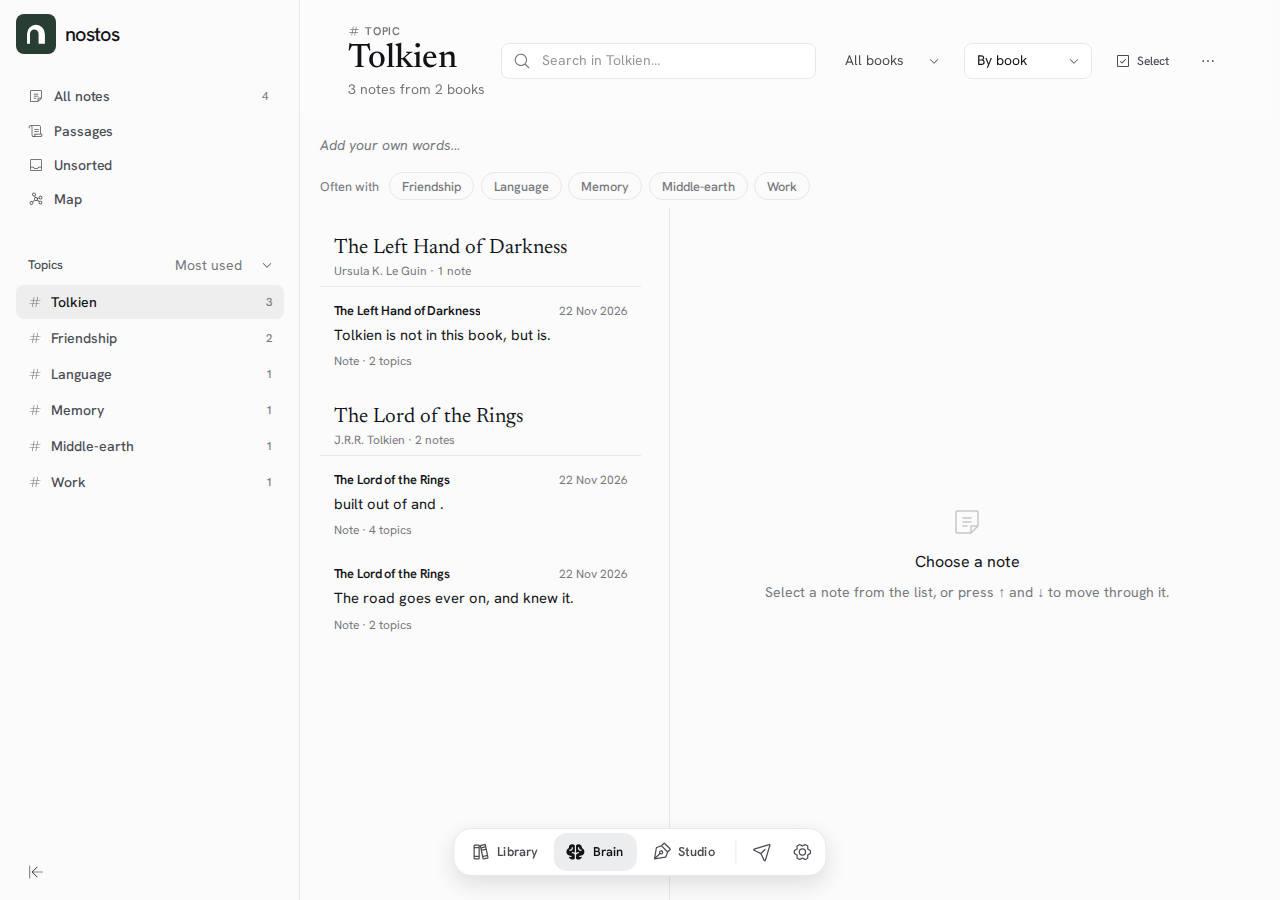 nostos
All notes 4
Passages
Unsorted
Map
Topics Most used
# Tolkien 3
# Friendship 2
# Language 1
# Memory 1
# Middle-earth 1
# Work 1
# TOPIC
Tolkien
3 notes from 2 books
Search in Tolkien...
All books
By book
Select
Add your own words...
Often with Friendship Language Memory Middle-earth Work
The Left Hand of Darkness
Ursula K. Le Guin · 1 note
The Left Hand of Darkness 22 Nov 2026
Tolkien is not in this book, but is.
Note · 2 topics
The Lord of the Rings
J.R.R. Tolkien · 2 notes
The Lord of the Rings 22 Nov 2026
built out of and .
Note · 4 topics
The Lord of the Rings 22 Nov 2026
The road goes ever on, and knew it.
Note · 2 topics
Choose a note
Select a note from the list, or press ↑ and ↓ to move through it.
Library Brain Studio